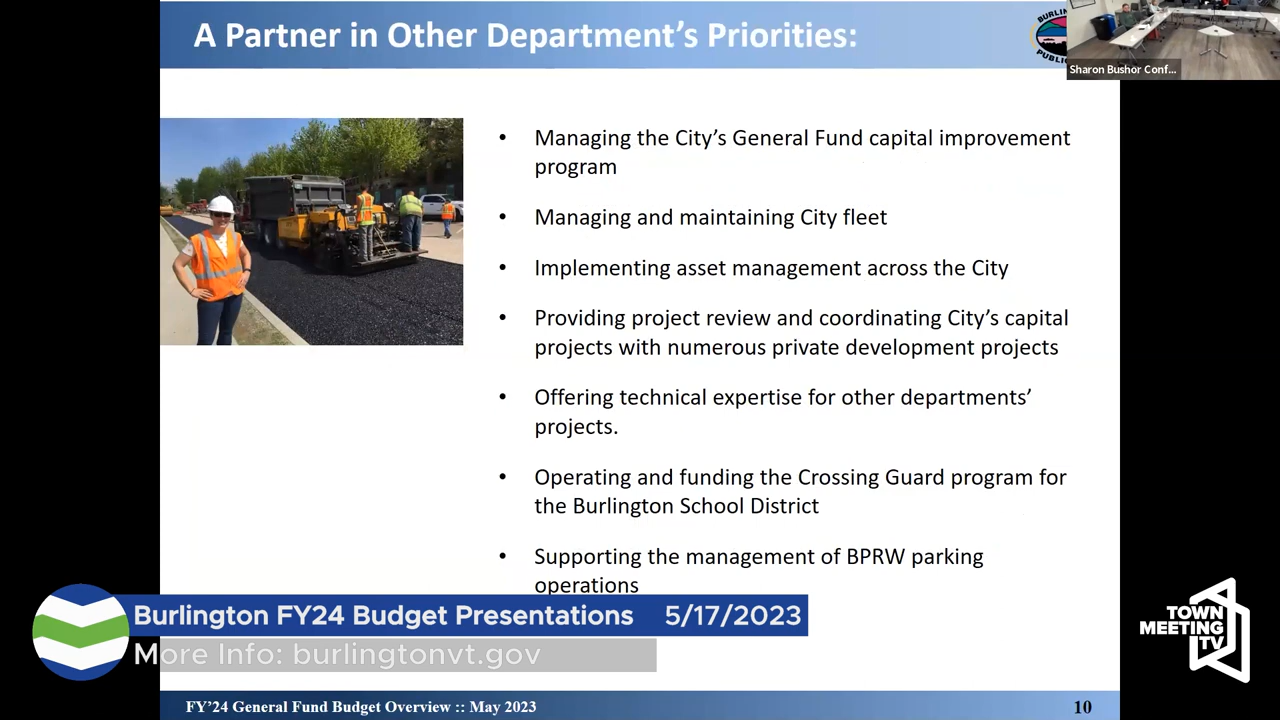 A Partner in Other Department's Priorities:
BURLIN
PUBLIC
Sharon Bushor Conf...
• Managing the City's General Fund capital improvement
program
• Managing and maintaining City fleet
• Implementing asset management across the City
• Providing project review and coordinating City's capital
projects with numerous private development projects
• Offering technical expertise for other departments'
projects.
• Operating and funding the Crossing Guard program for
the Burlington School District
• Supporting the management of BPRW parking
operations
Burlington FY24 Budget Presentations 5/17/2023
More Info: burlingtonvt.gov
TOWN
MEETING
TV
FY'24 General Fund Budget Overview :: May 2023
10